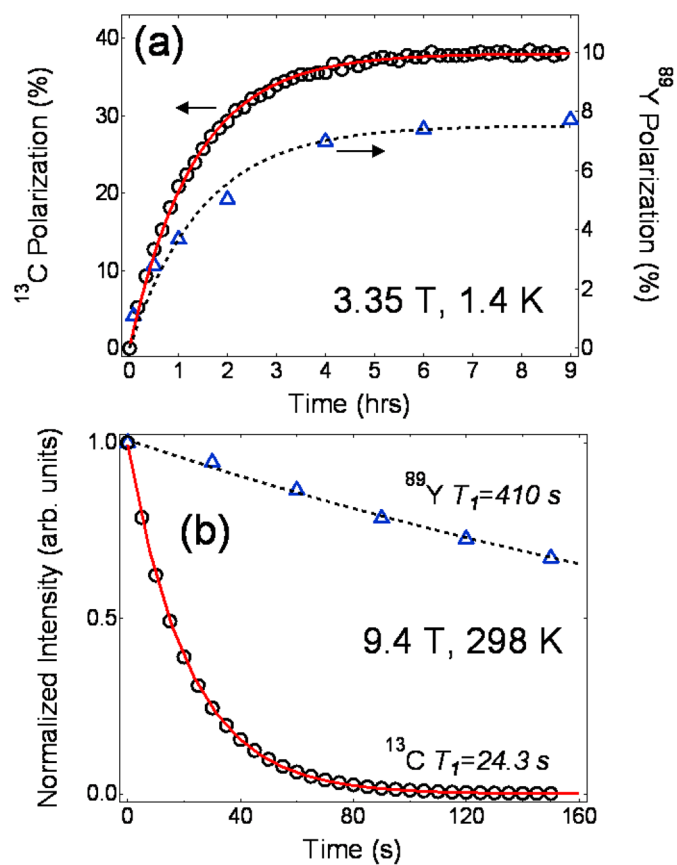 (a)
40
30
20
10
0
10
8
6
4
2
0
¹³C Polarization (%)
⁸⁹Y Polarization (%)
3.35 T, 1.4 K
0 1 2 3 4 5 6 7 8 9
Time (hrs)
(b)
1.0
0.5
0.0
Normalized Intensity (arb. units)
⁸⁹Y T₁=410 s
9.4 T, 298 K
¹³C T₁=24.3 s
0 40 80 120 160
Time (s)